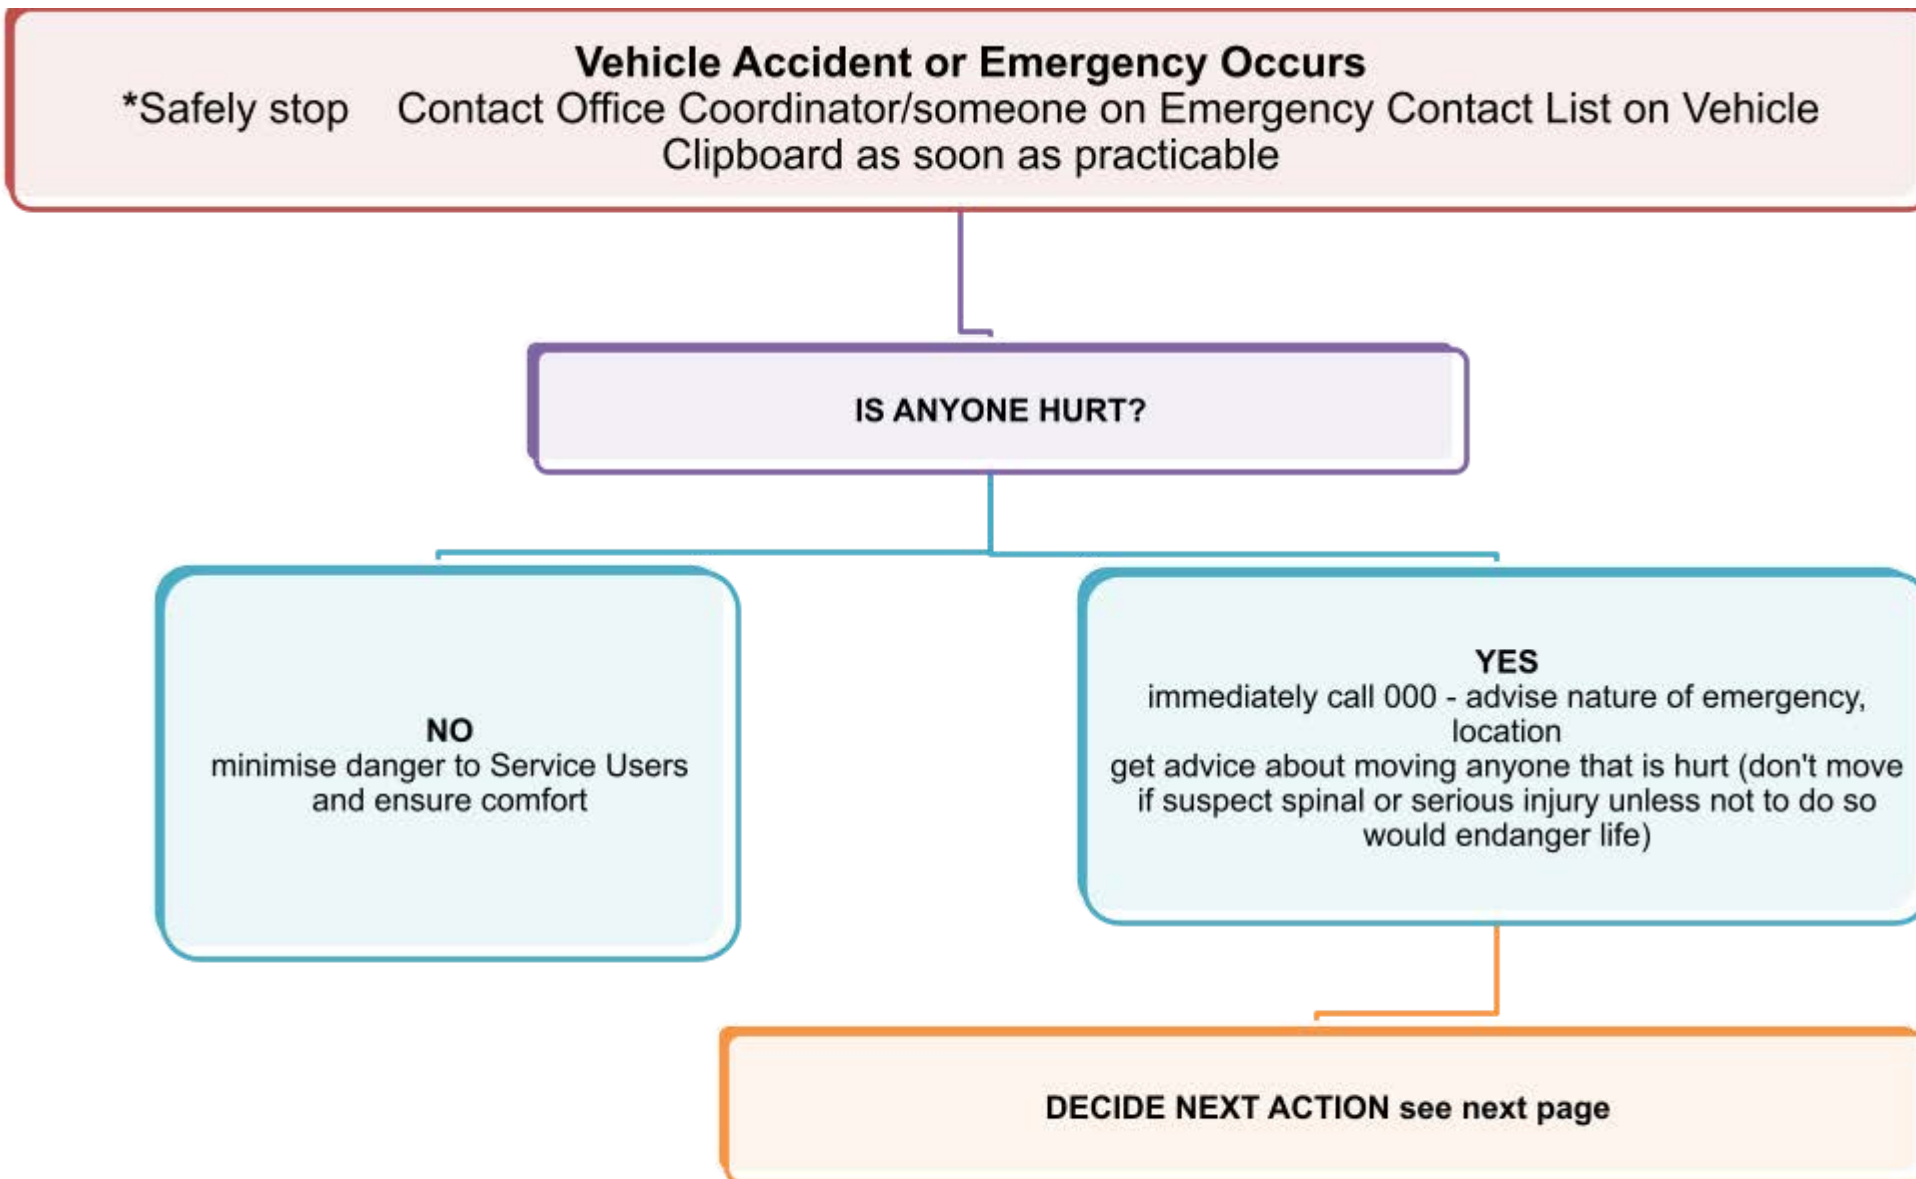 Vehicle Accident or Emergency Occurs
*Safely stop    Contact Office Coordinator/someone on Emergency Contact List on Vehicle
Clipboard as soon as practicable
IS ANYONE HURT?
NO
minimise danger to Service Users
and ensure comfort
YES
immediately call 000 - advise nature of emergency,
location
get advice about moving anyone that is hurt (don't move
if suspect spinal or serious injury unless not to do so
would endanger life)
DECIDE NEXT ACTION see next page